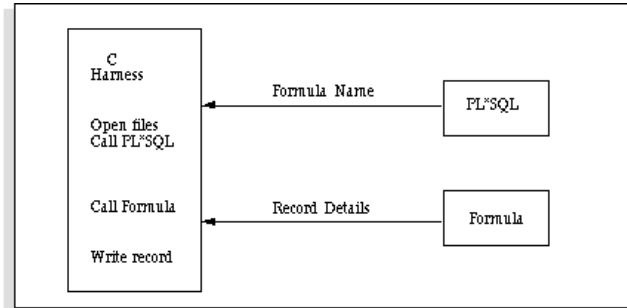 C
Harness
Formula Name
PL*SQL
Open files
Call PL*SQL
Call Formula
Record Details
Formula
Write record